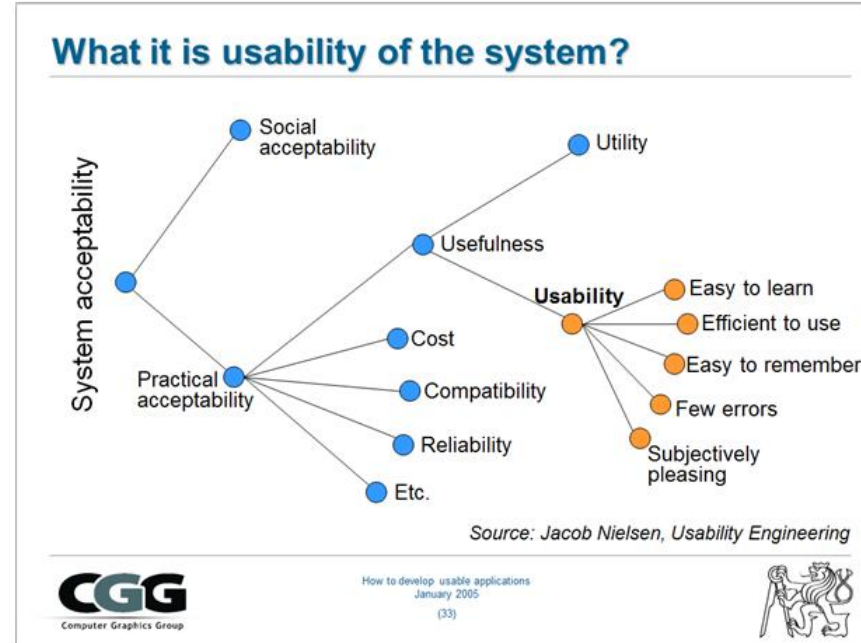 What it is usability of the system?
System acceptability
Social
acceptability
Utility
Usefulness
Usability
Easy to learn
Efficient to use
Easy to remember
Few errors
Subjectively
pleasing
Practical
acceptability
Cost
Compatibility
Reliability
Etc.
Source: Jacob Nielsen, Usability Engineering
CGG
Computer Graphics Group
How to develop usable applications
January 2005
(33)